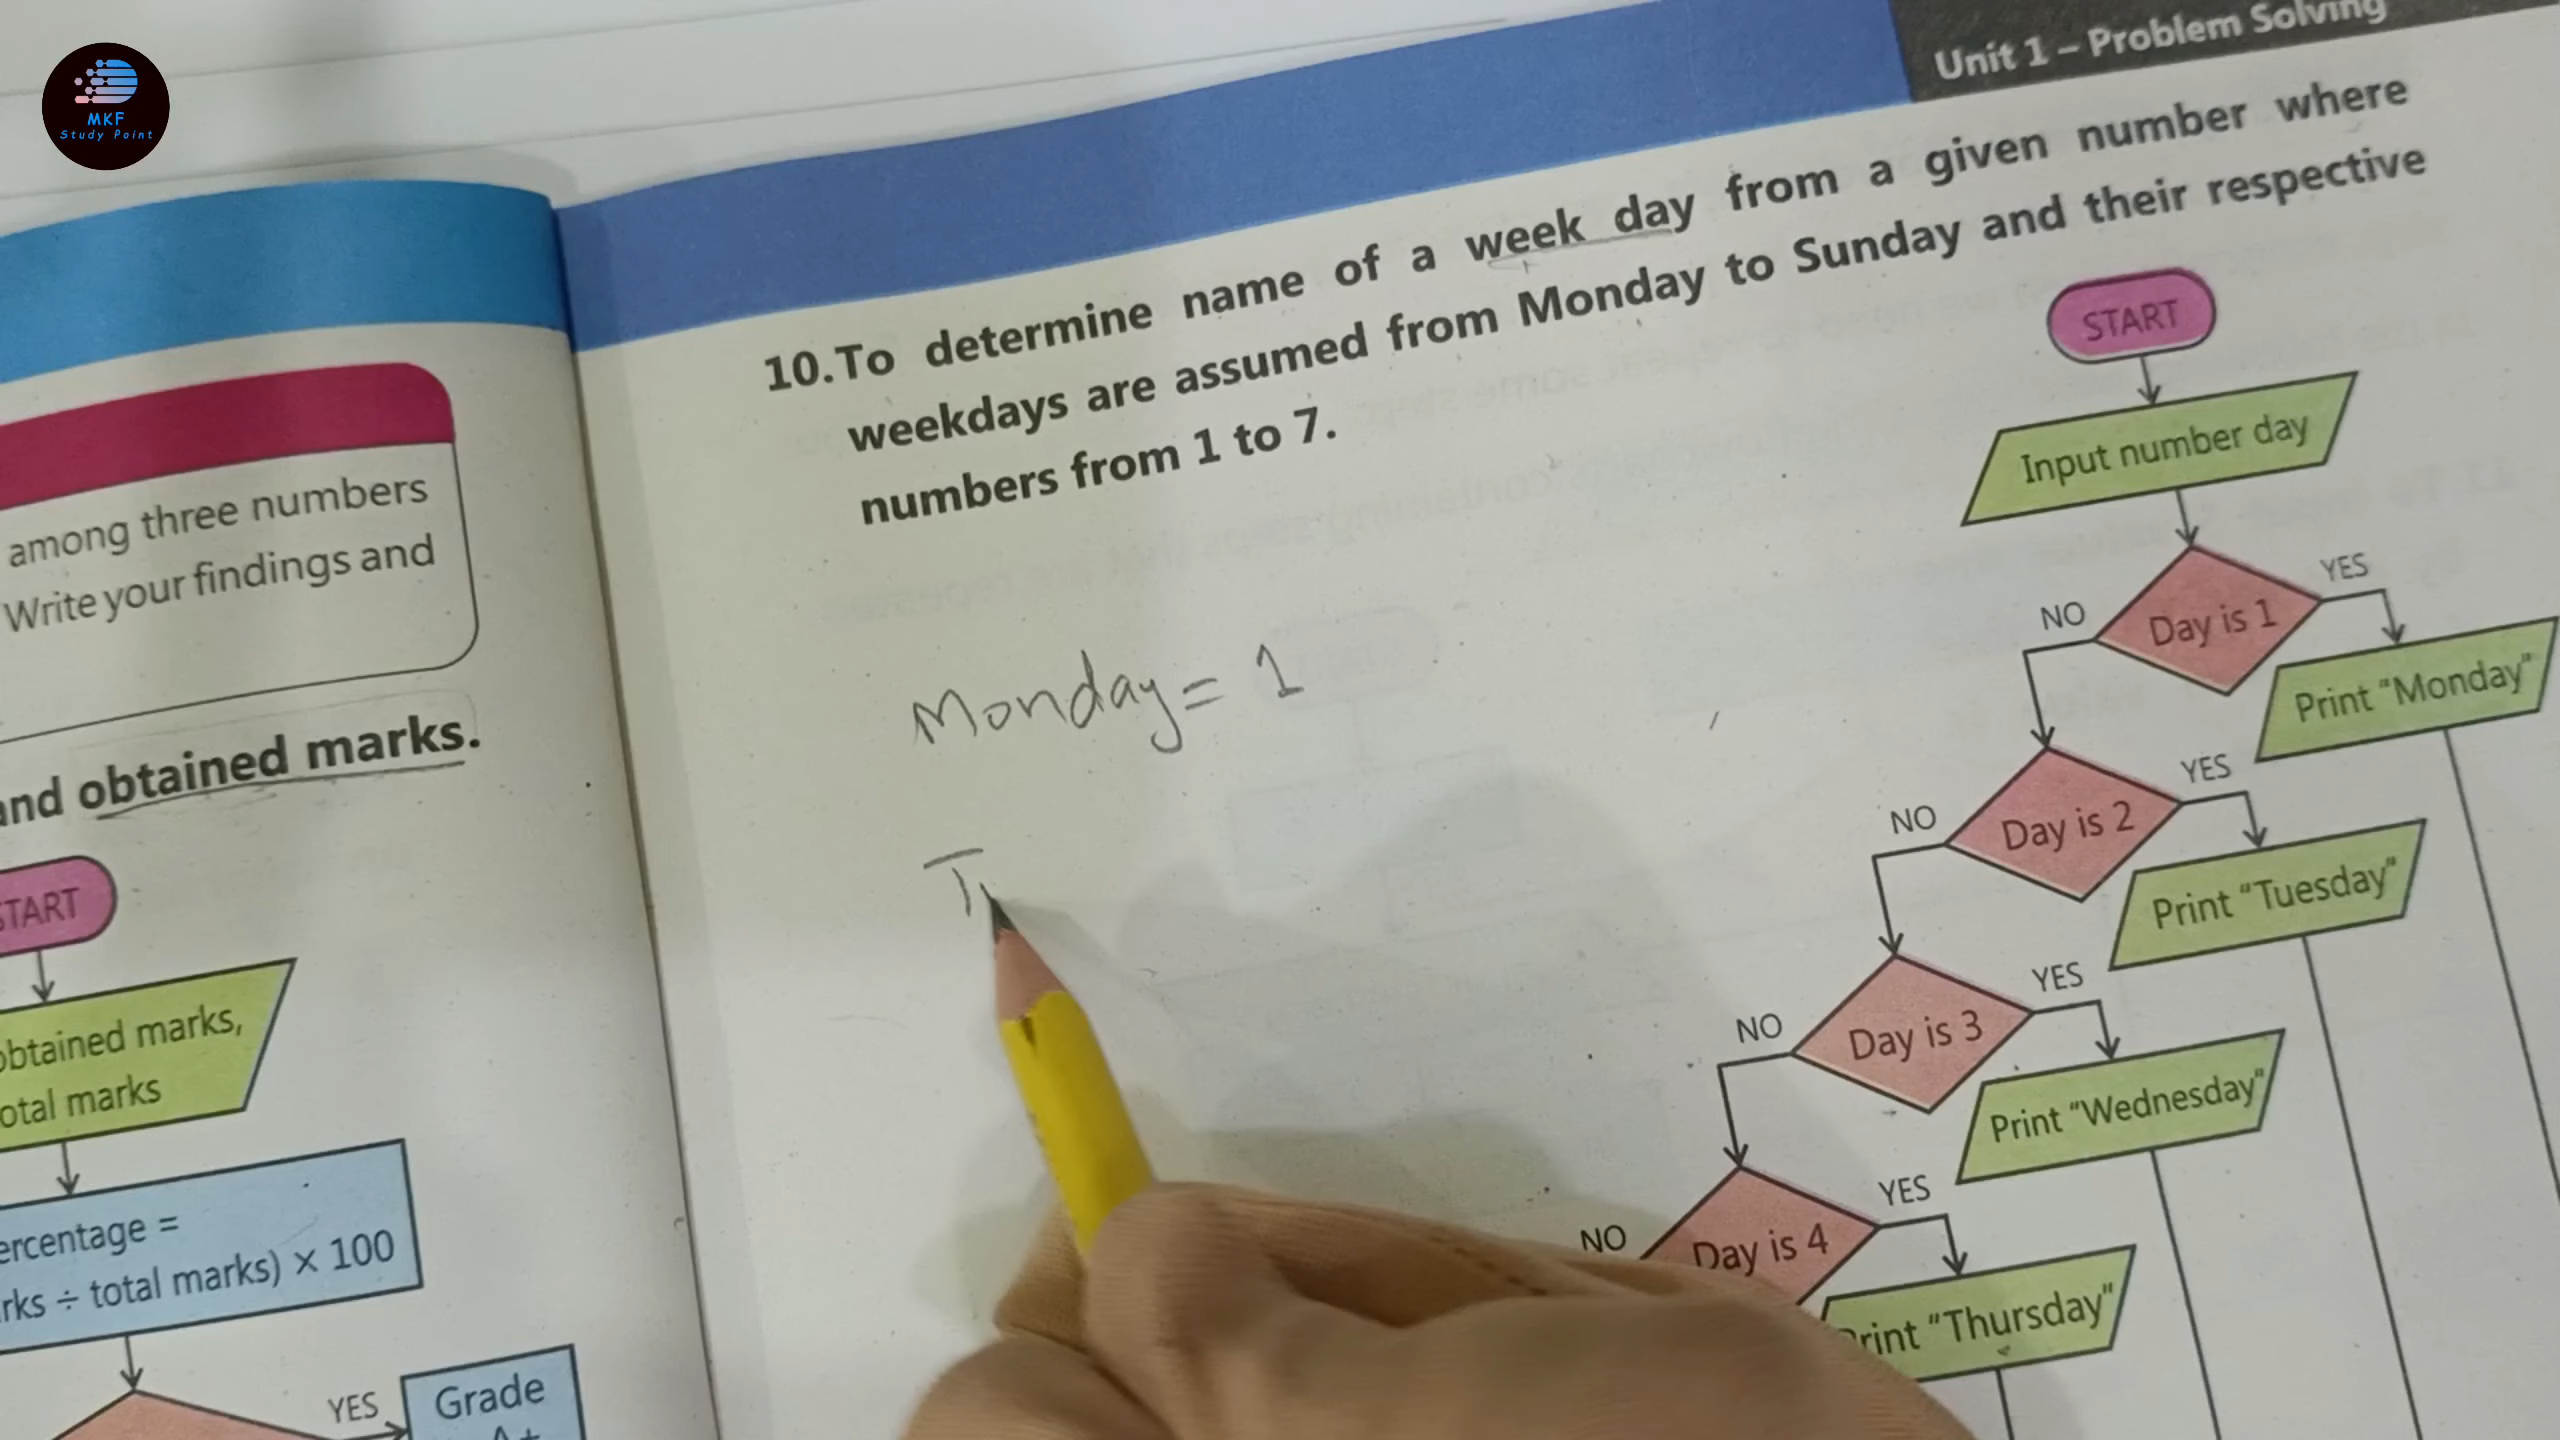 MKF
Study Point
Unit 1 – Problem Solving
10.To determine name of a week day from a given number where
weekdays are assumed from Monday to Sunday and their respective
numbers from 1 to 7.
START
Input number day
Day is 1
YES
NO
Print "Monday"
Day is 2
YES
NO
Print "Tuesday"
Day is 3
YES
NO
Print "Wednesday"
Day is 4
YES
NO
Print "Thursday"
Monday = 1
T
among three numbers
Write your findings and
and obtained marks.
START
obtained marks,
total marks
ercentage =
rks ÷ total marks) × 100
YES
Grade
A+